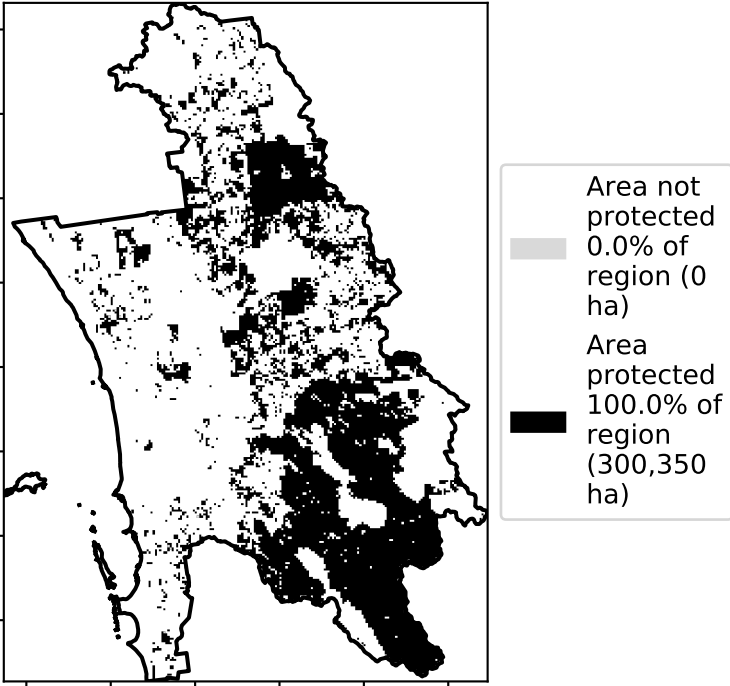 Area not
protected
0.0% of
region (0
ha)
Area
protected
100.0% of
region
(300,350
ha)